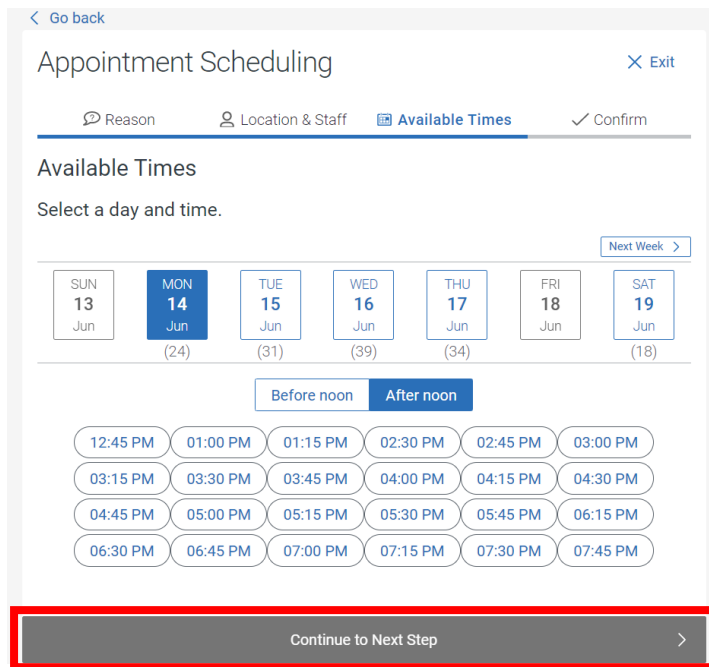 Go back
Appointment Scheduling
Exit
Reason Location & Staff Available Times Confirm
Available Times
Select a day and time.
Next Week
SUN MON TUE WED THU FRI SAT
13 14 15 16 17 18 19
Jun Jun Jun Jun Jun Jun Jun
(24) (31) (39) (34) (18)
Before noon After noon
12:45 PM 01:00 PM 01:15 PM 02:30 PM 02:45 PM 03:00 PM
03:15 PM 03:30 PM 03:45 PM 04:00 PM 04:15 PM 04:30 PM
04:45 PM 05:00 PM 05:15 PM 05:30 PM 05:45 PM 06:15 PM
06:30 PM 06:45 PM 07:00 PM 07:15 PM 07:30 PM 07:45 PM
Continue to Next Step